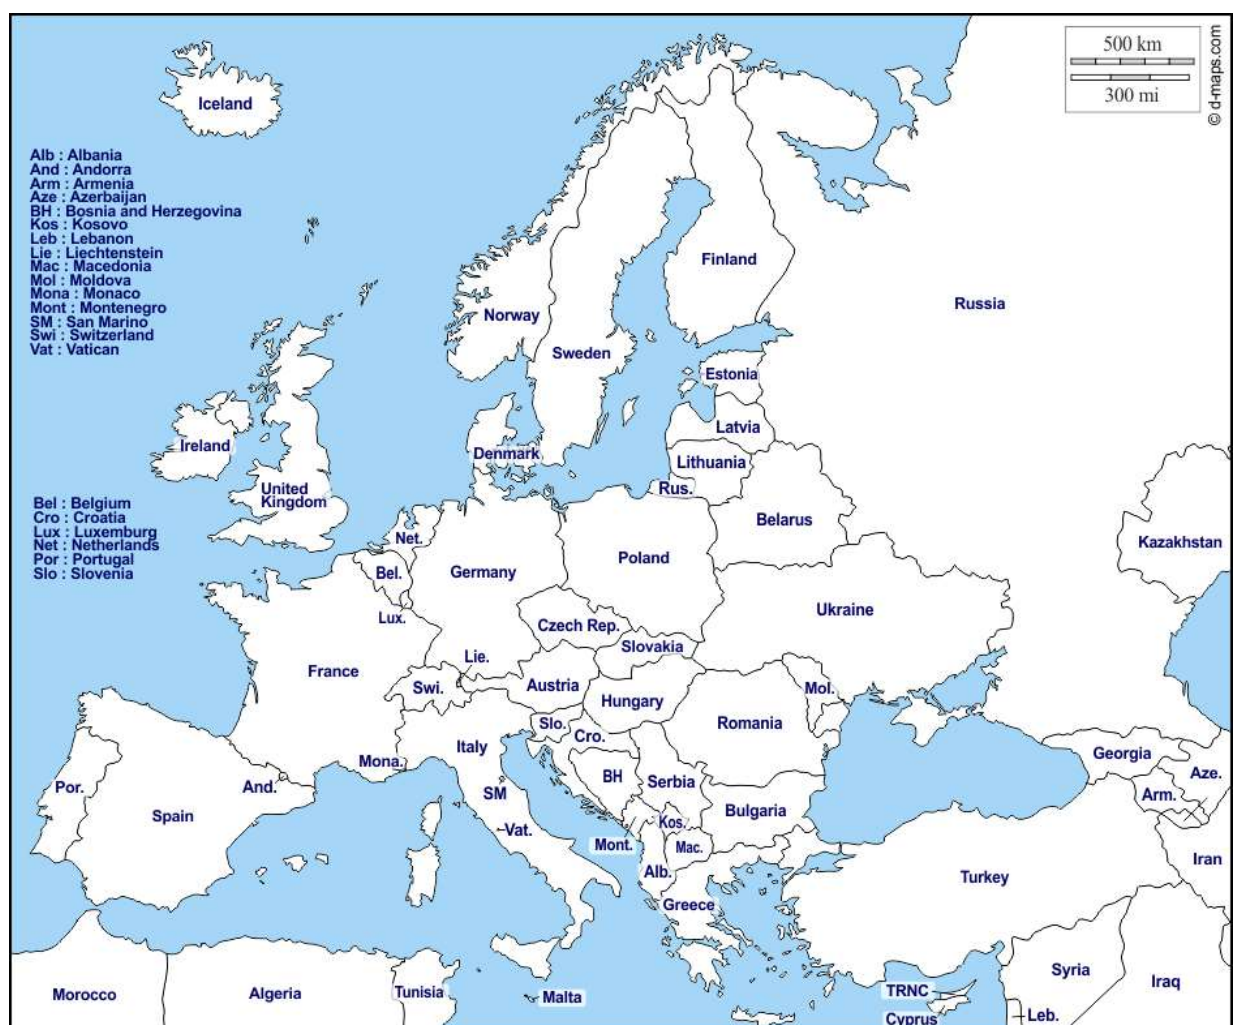 500 km
300 mi
© d-maps.com
Iceland
Alb : Albania
And : Andorra
Arm : Armenia
Aze : Azerbaijan
BH : Bosnia and Herzegovina
Kos : Kosovo
Leb : Lebanon
Lie : Liechtenstein
Mac : Macedonia
Mol : Moldova
Mona : Monaco
Mont : Montenegro
SM : San Marino
Swi : Switzerland
Vat : Vatican
Finland
Russia
Norway
Sweden
Estonia
Latvia
Ireland
Denmark
Lithuania
United
Kingdom
Rus.
Bel : Belgium
Cro : Croatia
Lux : Luxemburg
Net : Netherlands
Por : Portugal
Slo : Slovenia
Belarus
Net.
Kazakhstan
Poland
Bel.
Germany
Ukraine
Lux.
Czech Rep.
Slovakia
Lie.
France
Swi.
Austria
Mol.
Hungary
Romania
Slo.
Cro.
Italy
Georgia
Mona.
Aze.
BH
Serbia
Por.
And.
SM
Arm.
Bulgaria
Spain
Kos.
Vat.
Mont.
Mac.
Iran
Alb.
Turkey
Greece
Syria
Iraq
Morocco
Algeria
Tunisia
Malta
TRNC
Cyprus
Leb.